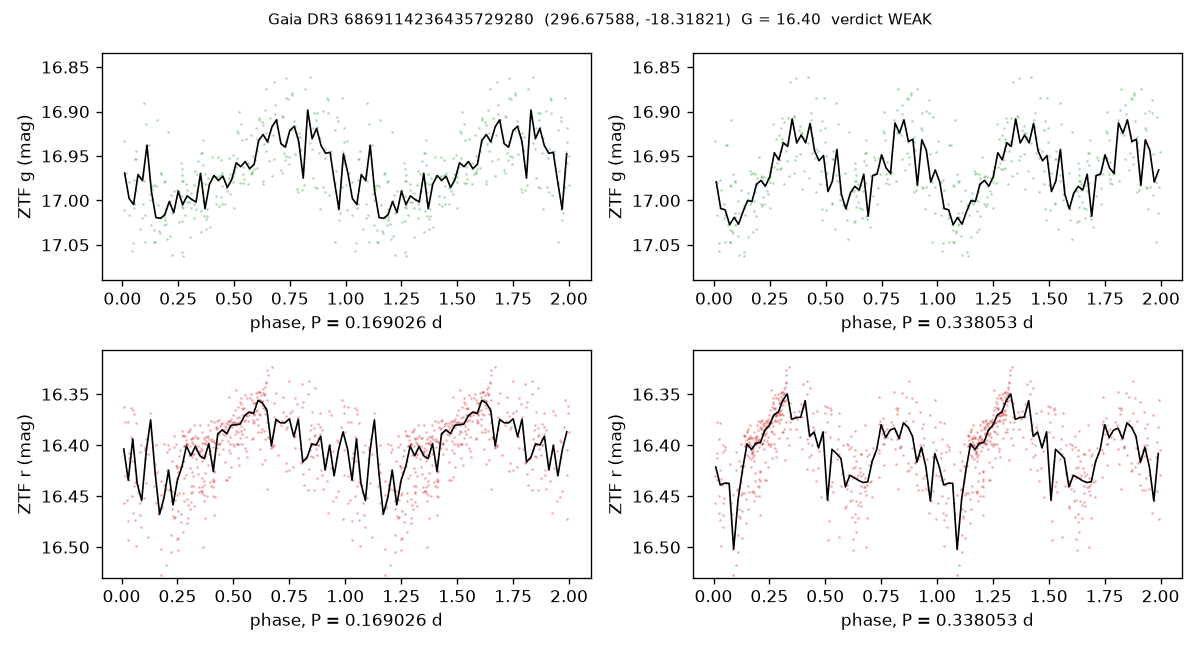 Gaia DR3 6869114236435729280 (296.67588, -18.31821) G = 16.40 verdict WEAK
16.85
16.90
16.95
17.00
17.05
ZTF g (mag)
0.00 0.25 0.50 0.75 1.00 1.25 1.50 1.75 2.00
phase, P = 0.169026 d
16.85
16.90
16.95
17.00
17.05
ZTF g (mag)
0.00 0.25 0.50 0.75 1.00 1.25 1.50 1.75 2.00
phase, P = 0.338053 d
16.35
16.40
16.45
16.50
ZTF r (mag)
0.00 0.25 0.50 0.75 1.00 1.25 1.50 1.75 2.00
phase, P = 0.169026 d
16.35
16.40
16.45
16.50
ZTF r (mag)
0.00 0.25 0.50 0.75 1.00 1.25 1.50 1.75 2.00
phase, P = 0.338053 d